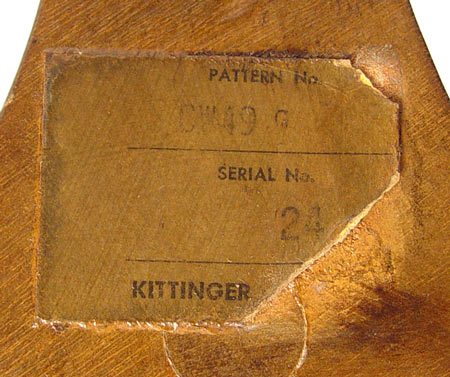 PATTERN No.
CW49 G
SERIAL No.
24
KITTINGER